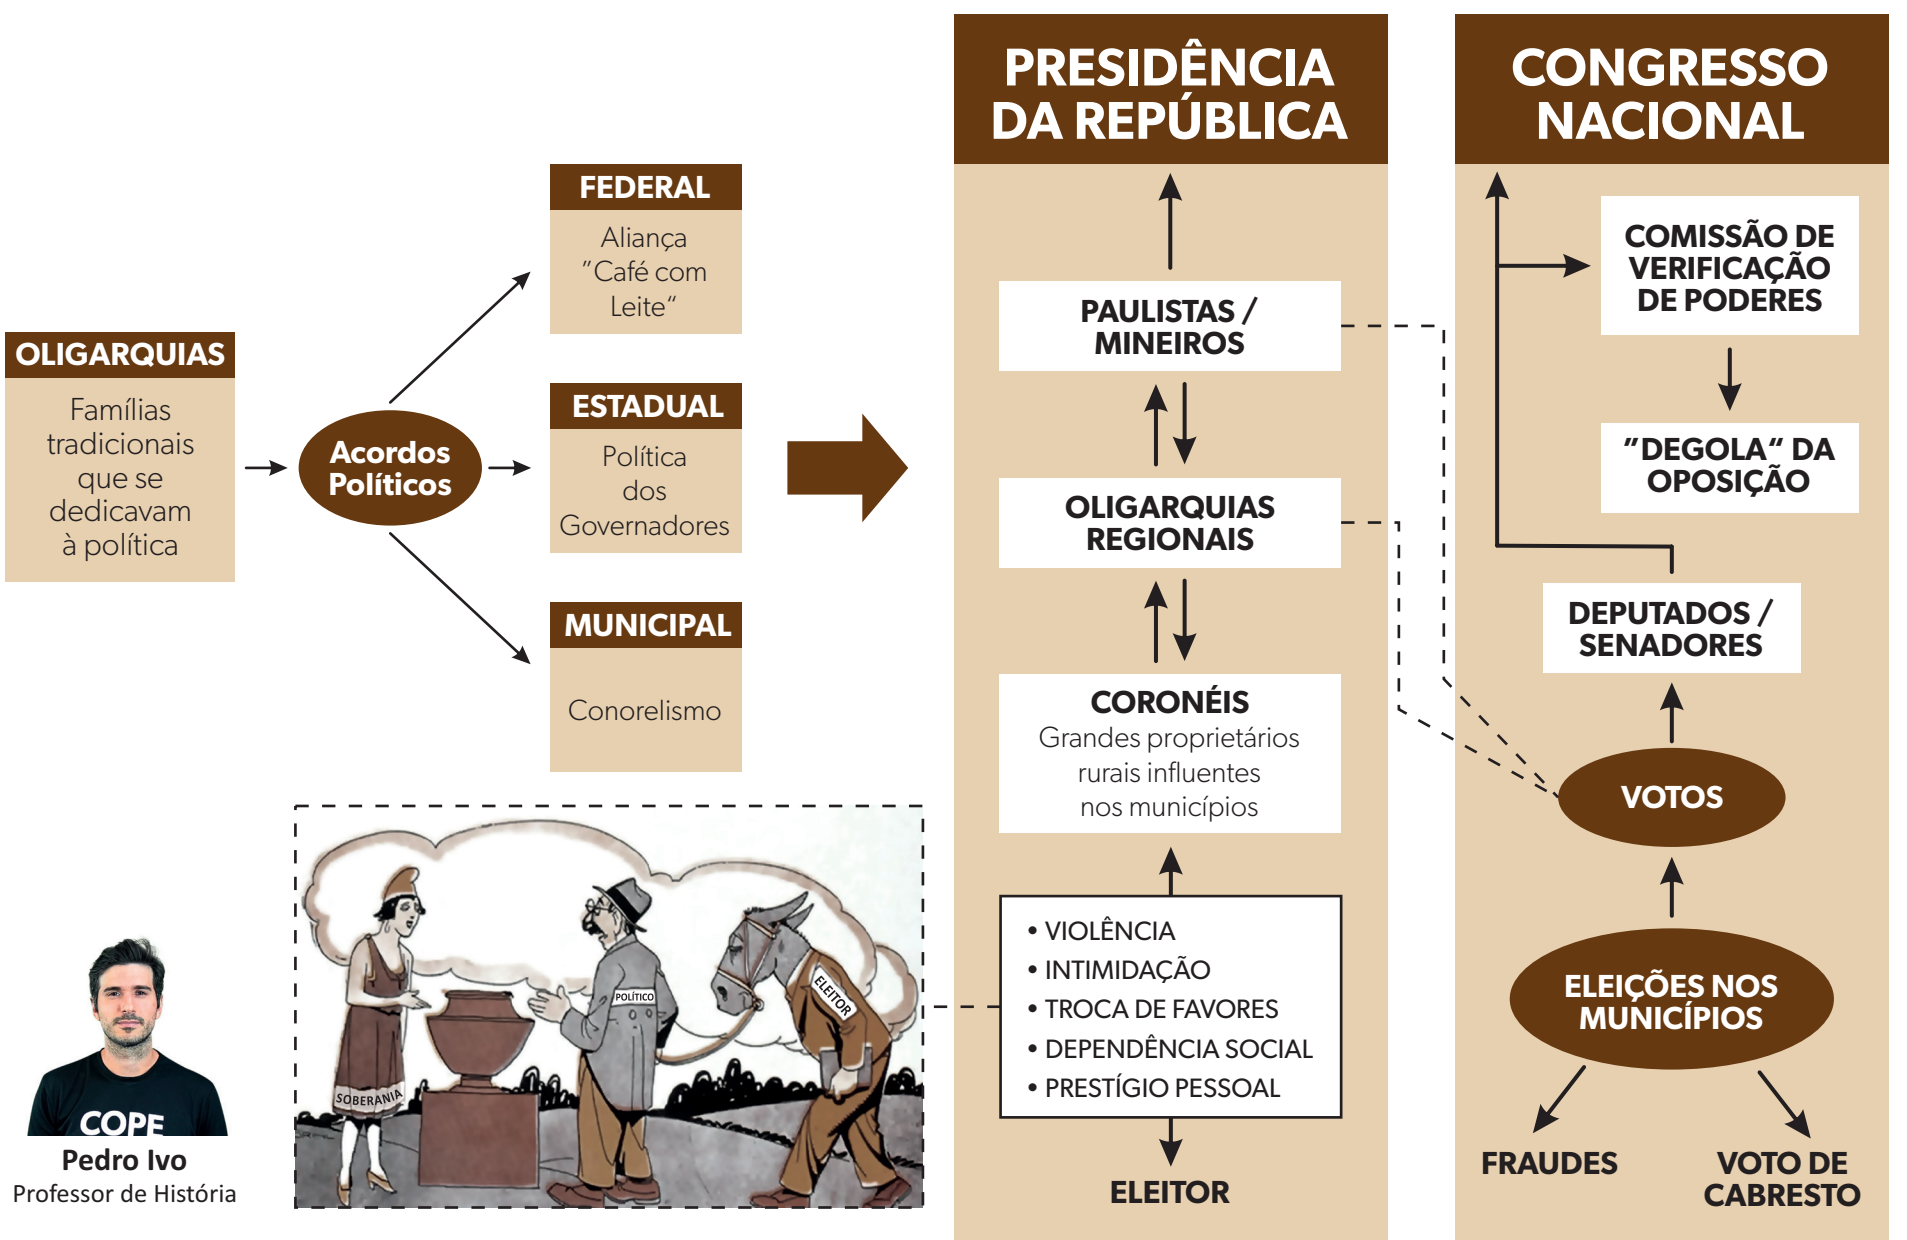 OLIGARQUIAS
Famílias
tradicionais
que se
dedicavam
à política
Acordos
Políticos
FEDERAL
Aliança
"Café com
Leite"
ESTADUAL
Política
dos
Governadores
MUNICIPAL
Conorelismo
PRESIDÊNCIA
DA REPÚBLICA
PAULISTAS /
MINEIROS
OLIGARQUIAS
REGIONAIS
CORONÉIS
Grandes proprietários
rurais influentes
nos municípios
• VIOLÊNCIA
• INTIMIDAÇÃO
• TROCA DE FAVORES
• DEPENDÊNCIA SOCIAL
• PRESTÍGIO PESSOAL
ELEITOR
CONGRESSO
NACIONAL
COMISSÃO DE
VERIFICAÇÃO
DE PODERES
"DEGOLA" DA
OPOSIÇÃO
DEPUTADOS /
SENADORES
VOTOS
ELEIÇÕES NOS
MUNICÍPIOS
FRAUDES
VOTO DE
CABRESTO
SOBERANIA
POLÍTICO
ELEITOR
COPE
Pedro Ivo
Professor de História